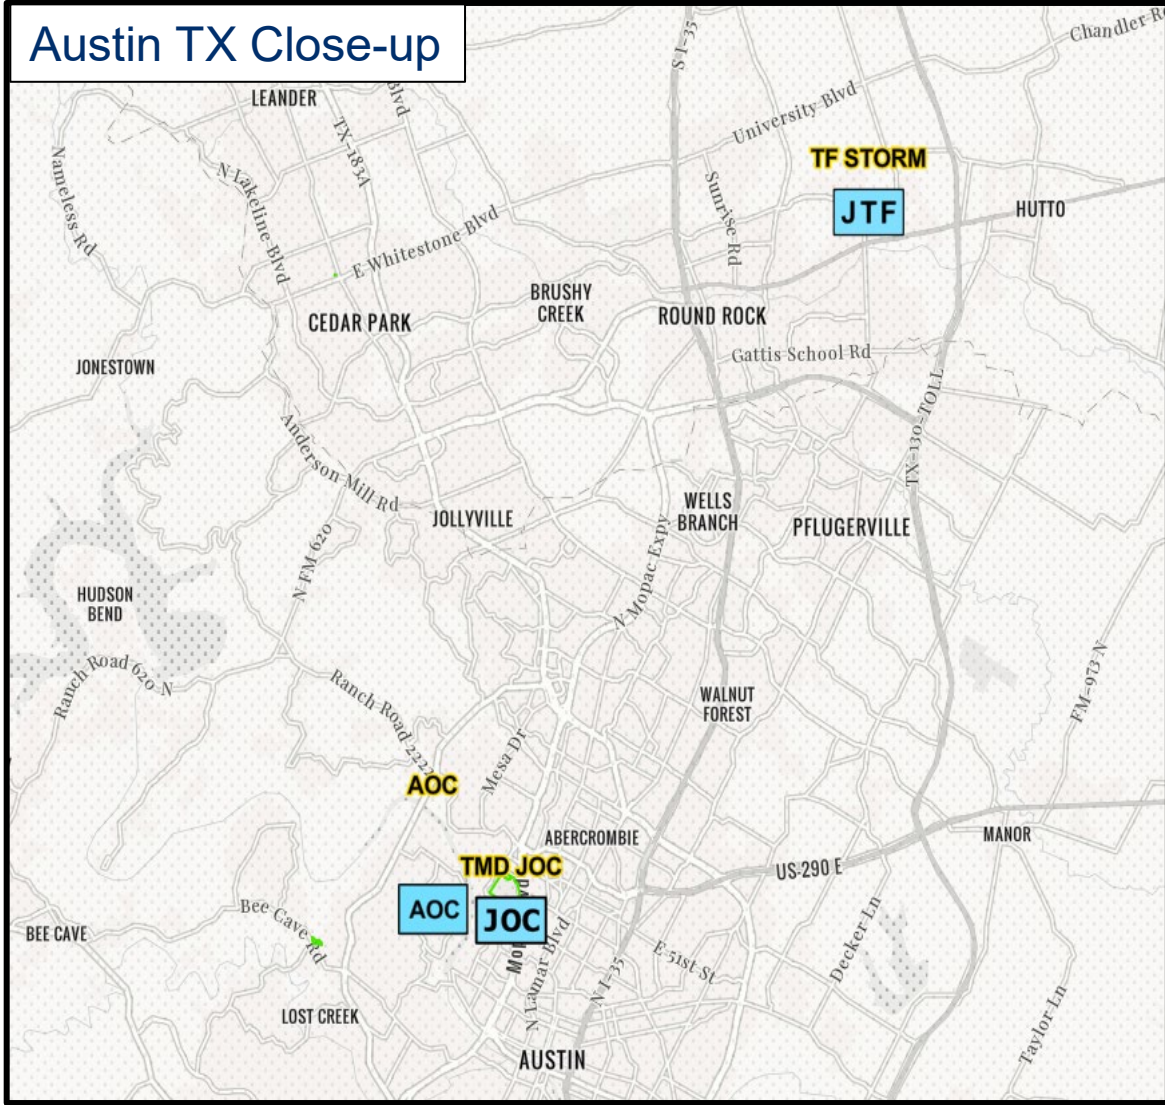 Austin TX Close-up
Chandler Rd
S I-35
LEANDER
Blvd
TX-183A
University Blvd
Nameless Rd
N Lakeline Blvd
TF STORM
JTF
Sunrise Rd
HUTTO
E Whitestone Blvd
BRUSHY
CREEK
CEDAR PARK
ROUND ROCK
Gattis School Rd
JONESTOWN
TX-130-TOLL
Anderson Mill Rd
WELLS
BRANCH
JOLLYVILLE
PFLUGERVILLE
N FM 620
N Mopac Expy
HUDSON
BEND
Ranch Road 620 N
Ranch Road 2222
WALNUT
FOREST
FM-973 N
Mesa Dr
AOC
ABERCROMBIE
MANOR
TMD JOC
US-290 E
AOC
JOC
Bee Cave Rd
BEE CAVE
N Lamar Blvd
E 51st St
Decker Ln
N I-35
LOST CREEK
Taylor Ln
AUSTIN